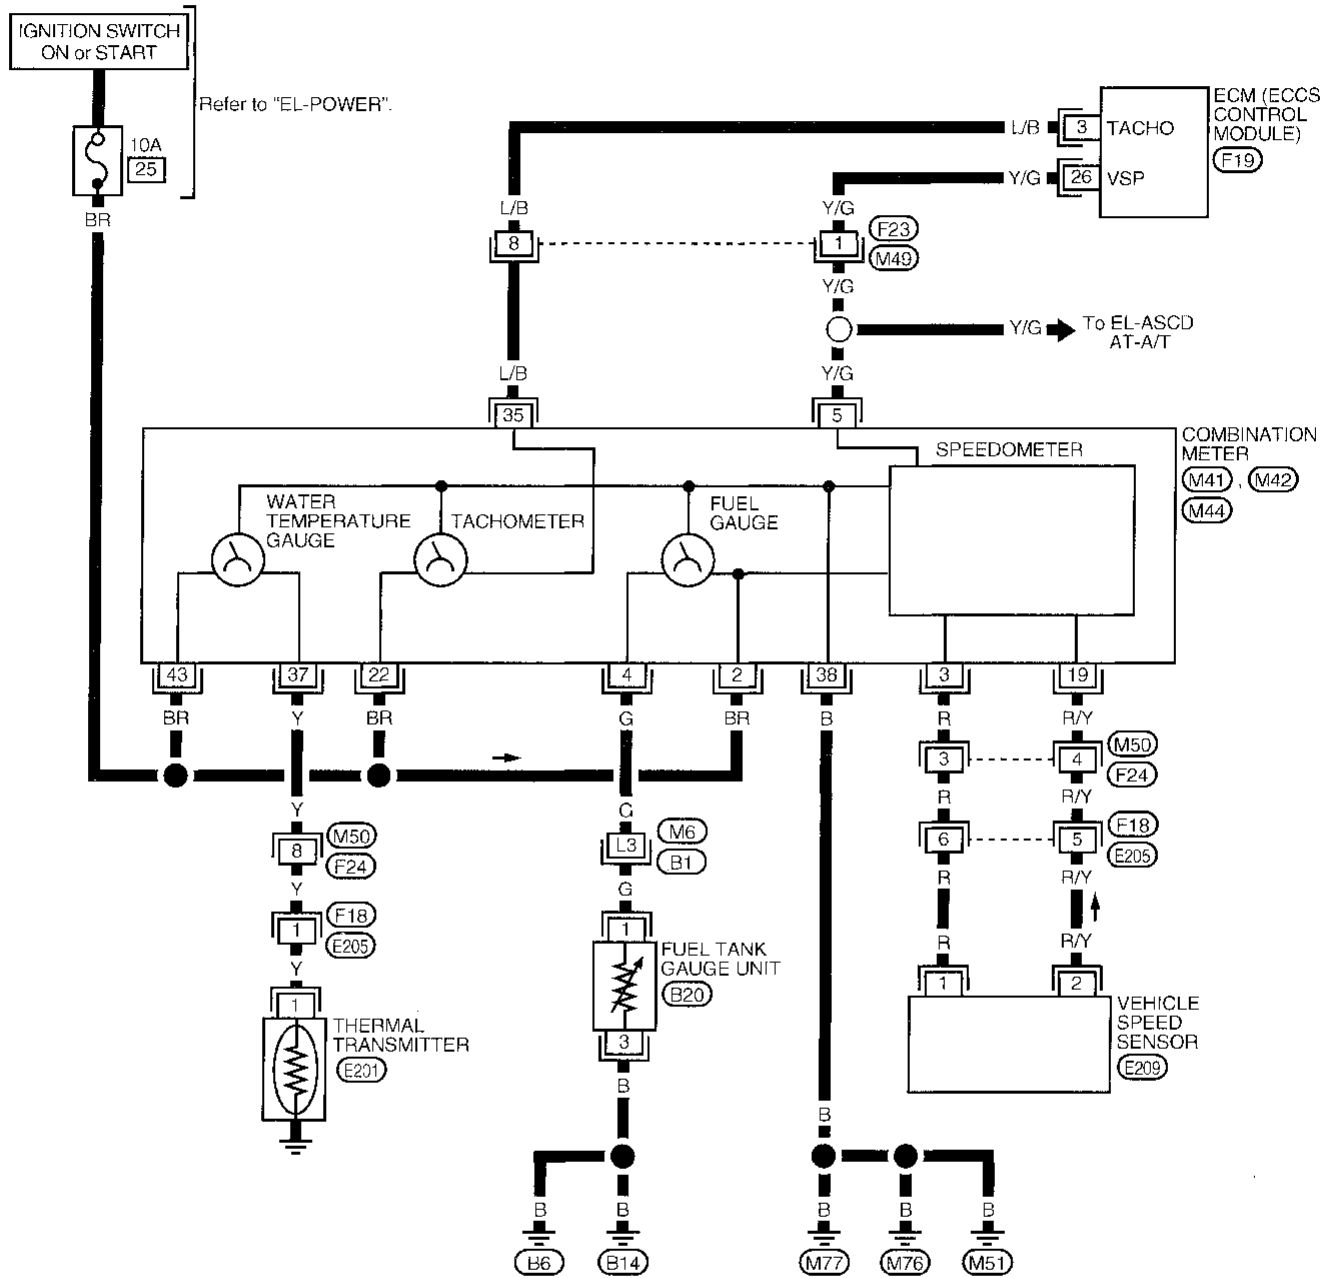 IGNITION SWITCH
ON or START
Refer to "EL-POWER".
10A
25
BR
ECM (ECCS
CONTROL
MODULE)
F19
L/B
3
TACHO
Y/G
26
VSP
L/B
Y/G
8
1
F23
M49
Y/G
Y/G
To EL-ASCD
AT-A/T
L/B
Y/G
35
5
COMBINATION
METER
M41 , M42
M44
SPEEDOMETER
WATER
TEMPERATURE
GAUGE
TACHOMETER
FUEL
GAUGE
43
37
22
4
2
38
3
19
BR
Y
BR
G
BR
B
R
R/Y
3
4
M50
F24
Y
G
R
R/Y
8
M50
F24
L3
M6
B1
6
5
F18
E205
Y
G
R
R/Y
1
F18
E205
1
Y
R
R/Y
FUEL TANK
GAUGE UNIT
B20
1
1
2
THERMAL
TRANSMITTER
E201
3
VEHICLE
SPEED
SENSOR
E209
B
B
B
B
B
B
B
B6
B14
M77
M76
M51